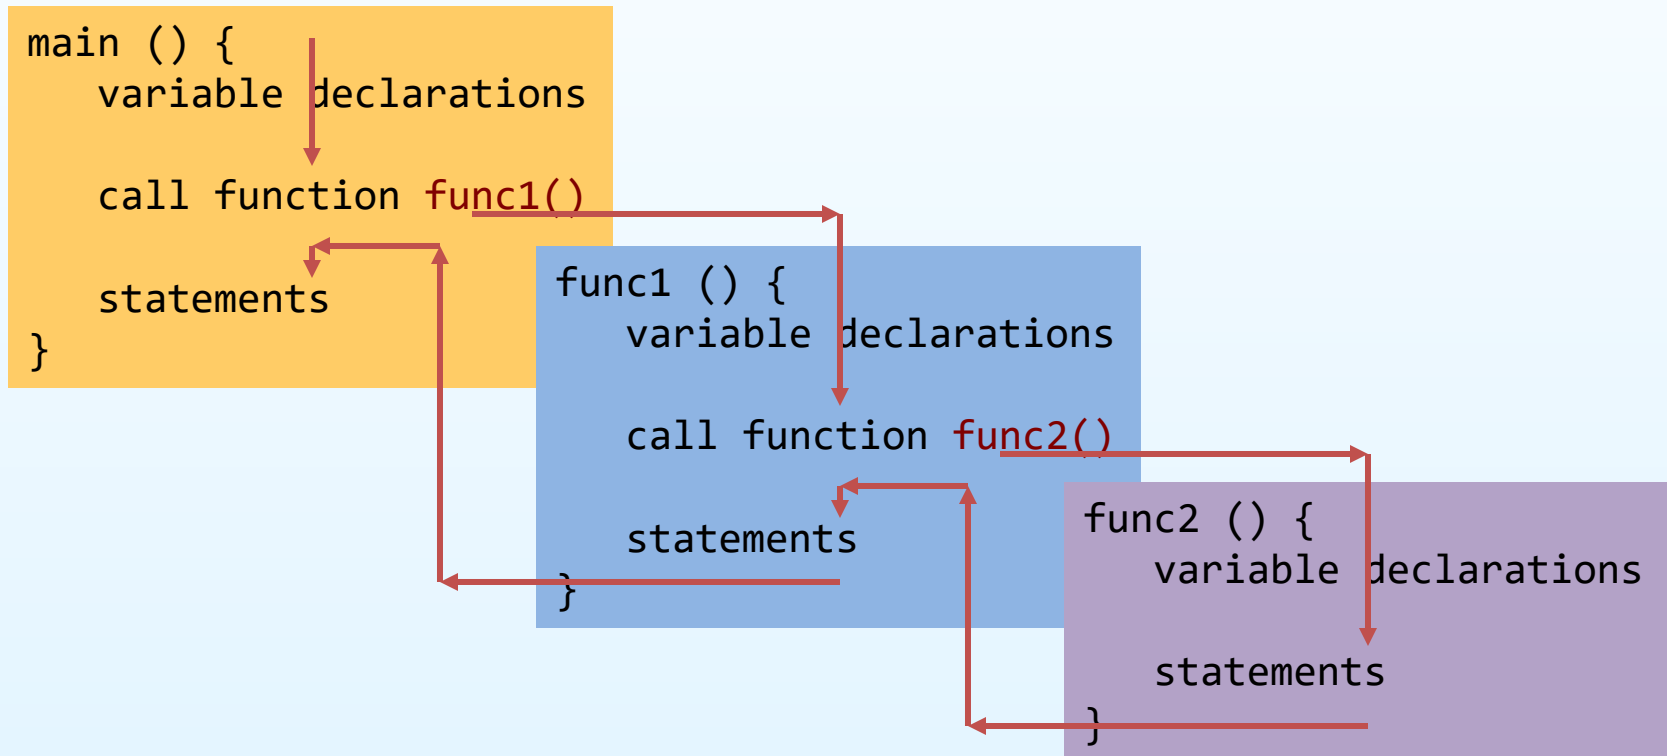 main () {
variable declarations
call function func1()
statements
}
func1 () {
variable declarations
call function func2()
statements
}
func2 () {
variable declarations
statements
}